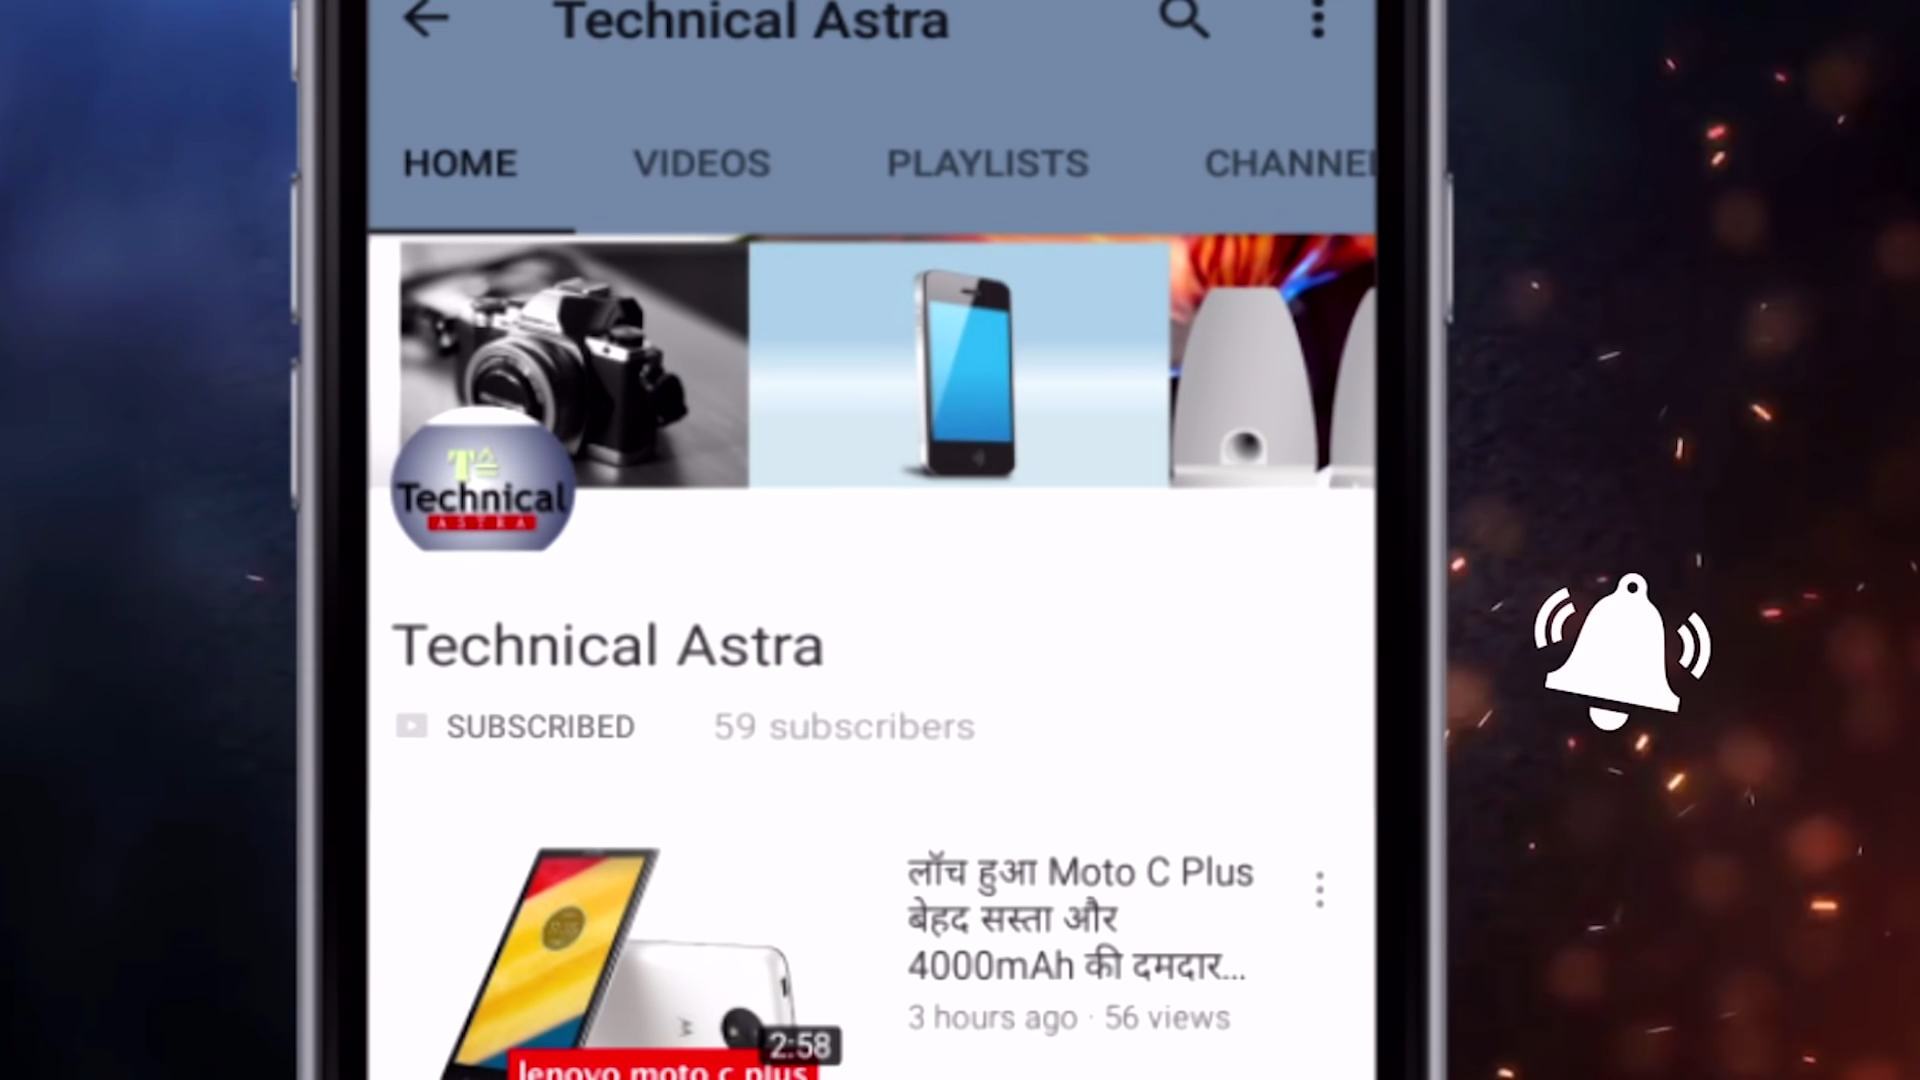 Technical Astra
HOME VIDEOS PLAYLISTS CHANNEL
Technical
ASTRA
Technical Astra
SUBSCRIBED 59 subscribers
लॉच हुआ Moto C Plus
बेहद सस्ता और
4000mAh की दमदार...
3 hours ago · 56 views
2:58
lenovo moto c plus